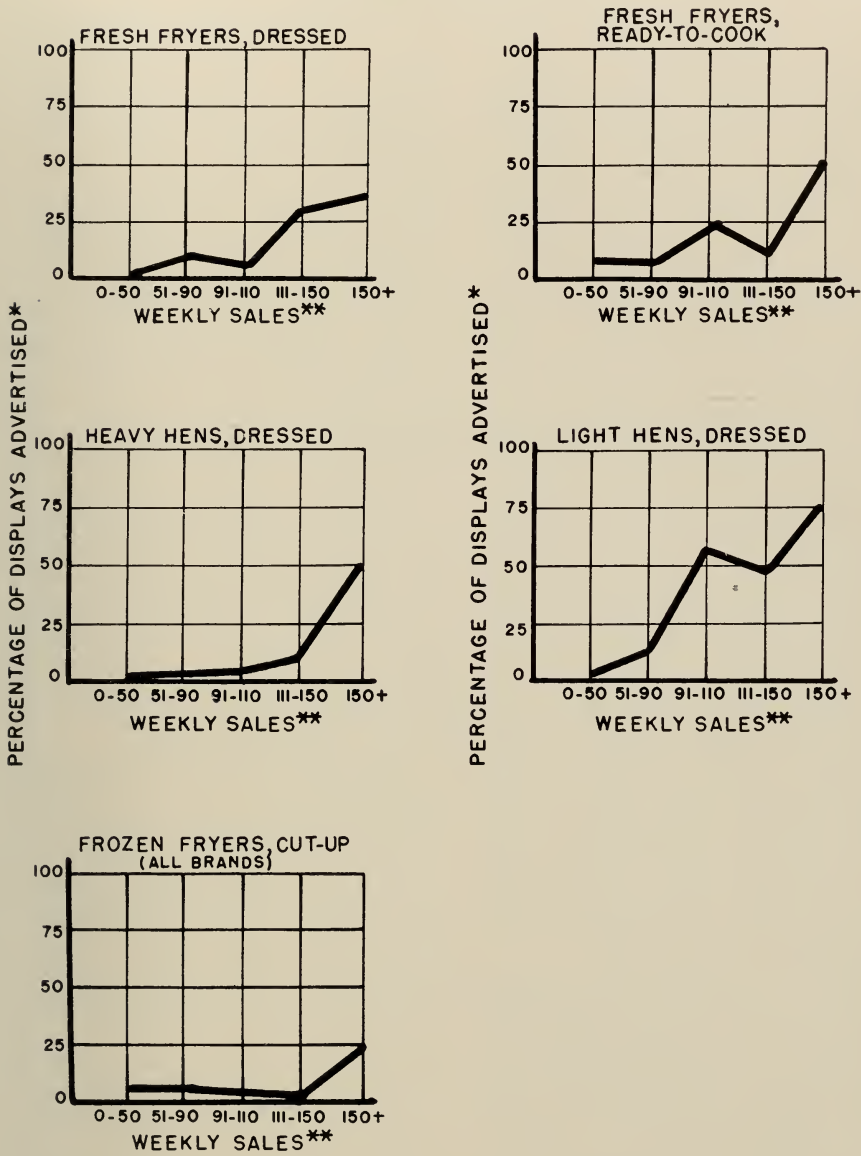 FRESH FRYERS, DRESSED
100
75
50
25
0
0-50 51-90 91-110 111-150 150+
WEEKLY SALES**
FRESH FRYERS,
READY-TO-COOK
100
75
50
25
0
0-50 51-90 91-110 111-150 150+
WEEKLY SALES**
PERCENTAGE OF DISPLAYS ADVERTISED*
HEAVY HENS, DRESSED
100
75
50
25
0
0-50 51-90 91-110 111-150 150+
WEEKLY SALES**
PERCENTAGE OF DISPLAYS ADVERTISED*
LIGHT HENS, DRESSED
100
75
50
25
0
0-50 51-90 91-110 111-150 150+
WEEKLY SALES**
FROZEN FRYERS, CUT-UP
(ALL BRANDS)
100
75
50
25
0
0-50 51-90 91-110 111-150 150+
WEEKLY SALES**